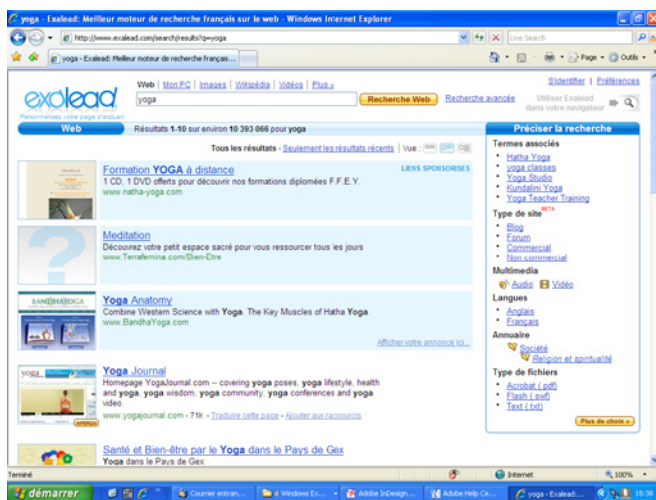 yoga - Exalead: Meilleur moteur de recherche français sur le web - Windows Internet Explorer
http://www.exalead.com/search/results?q=yoga
Live Search
yoga - Exalead: Meilleur moteur de recherche français...
Page
Outils
S'identifier | Préférences
Web | Mon PC | Images | Wikipédia | Vidéos | Plus »
exalead
yoga
Recherche Web
Recherche avancée
Utiliser Exalead
dans votre navigateur
Personnalisez votre page d'accueil
Web
Résultats 1-10 sur environ 10 393 066 pour yoga
Tous les résultats - Seulement les résultats récents | Vue :
Formation YOGA à distance
LIENS SPONSORISES
1 CD, 1 DVD offerts pour découvrir nos formations diplomées F.F.E.Y.
www.natha-yoga.com
Meditation
Découvrez votre petit espace sacré pour vous ressourcer tous les jours
www.Terrafemina.com/Bien-Etre
BANDHAYOGA
Yoga Anatomy
Combine Western Science with Yoga. The Key Muscles of Hatha Yoga.
www.BandhaYoga.com
Afficher votre annonce ici...
yoga
APERÇU
Yoga Journal
Homepage YogaJournal.com -- covering yoga poses, yoga lifestyle, health
and yoga, yoga wisdom, yoga community, yoga conferences and yoga
video.
www.yogajournal.com - 71k - Traduire cette page - Ajouter aux raccourcis
Santé et Bien-être par le Yoga dans le Pays de Gex
Yoga dans le Pays de Gex
Préciser la recherche
Termes associés
Hatha Yoga
yoga classes
Yoga Studio
Kundalini Yoga
Yoga Teacher Training
Type de site BETA
Blog
Forum
Commercial
Non commercial
Multimedia
Audio
Vidéo
Langues
Anglais
Français
Annuaire
Société
Religion et spiritualité
Type de fichiers
Acrobat (.pdf)
Flash (.swf)
Text (.txt)
Plus de choix »
Terminé
Internet
100%
démarrer
Courrier entran...
6 Windows Ex...
Adobe InDesign...
Adobe Help Ce...
yoga - Exalead:...